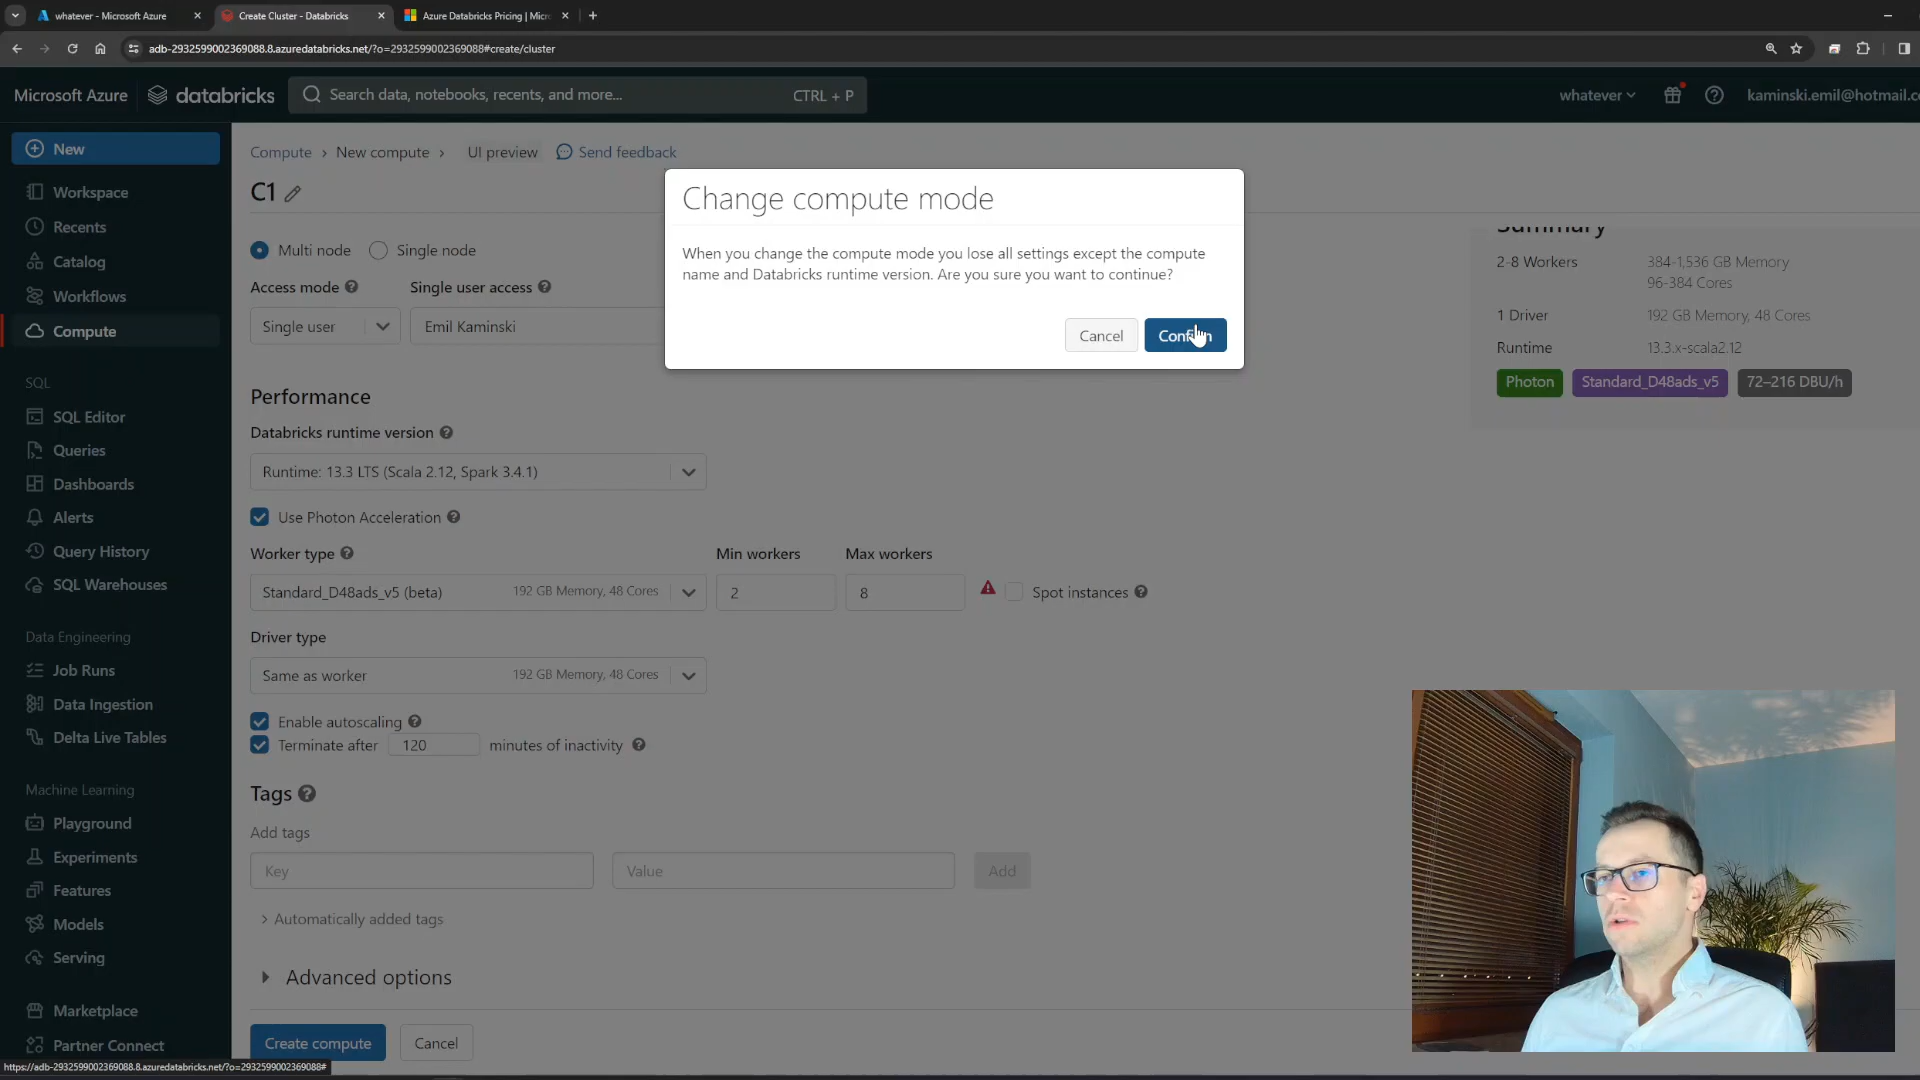 whatever - Microsoft Azure
Create Cluster - Databricks
Azure Databricks Pricing | Micr
adb-2932599002369088.8.azuredatabricks.net/?o=2932599002369088#create/cluster
Microsoft Azure
databricks
Search data, notebooks, recents, and more...
CTRL + P
whatever
kaminski.emil@hotmail.c
New
Workspace
Recents
Catalog
Workflows
Compute
SQL
SQL Editor
Queries
Dashboards
Alerts
Query History
SQL Warehouses
Data Engineering
Job Runs
Data Ingestion
Delta Live Tables
Machine Learning
Playground
Experiments
Features
Models
Serving
Marketplace
Partner Connect
https://adb-2932599002369088.8.azuredatabricks.net/?o=2932599002369088#
Compute › New compute › UI preview Send feedback
C1
Multi node Single node
Access mode Single user access
Single user Emil Kaminski
Performance
Databricks runtime version
Runtime: 13.3 LTS (Scala 2.12, Spark 3.4.1)
Use Photon Acceleration
Worker type Min workers Max workers
Standard_D48ads_v5 (beta) 192 GB Memory, 48 Cores 2 8 Spot instances
Driver type
Same as worker 192 GB Memory, 48 Cores
Enable autoscaling
Terminate after 120 minutes of inactivity
Tags
Add tags
Key Value Add
Automatically added tags
Advanced options
Create compute Cancel
Change compute mode
When you change the compute mode you lose all settings except the compute
name and Databricks runtime version. Are you sure you want to continue?
Cancel Confirm
Summary
2-8 Workers 384-1,536 GB Memory
96-384 Cores
1 Driver 192 GB Memory, 48 Cores
Runtime 13.3.x-scala2.12
Photon Standard_D48ads_v5 72–216 DBU/h